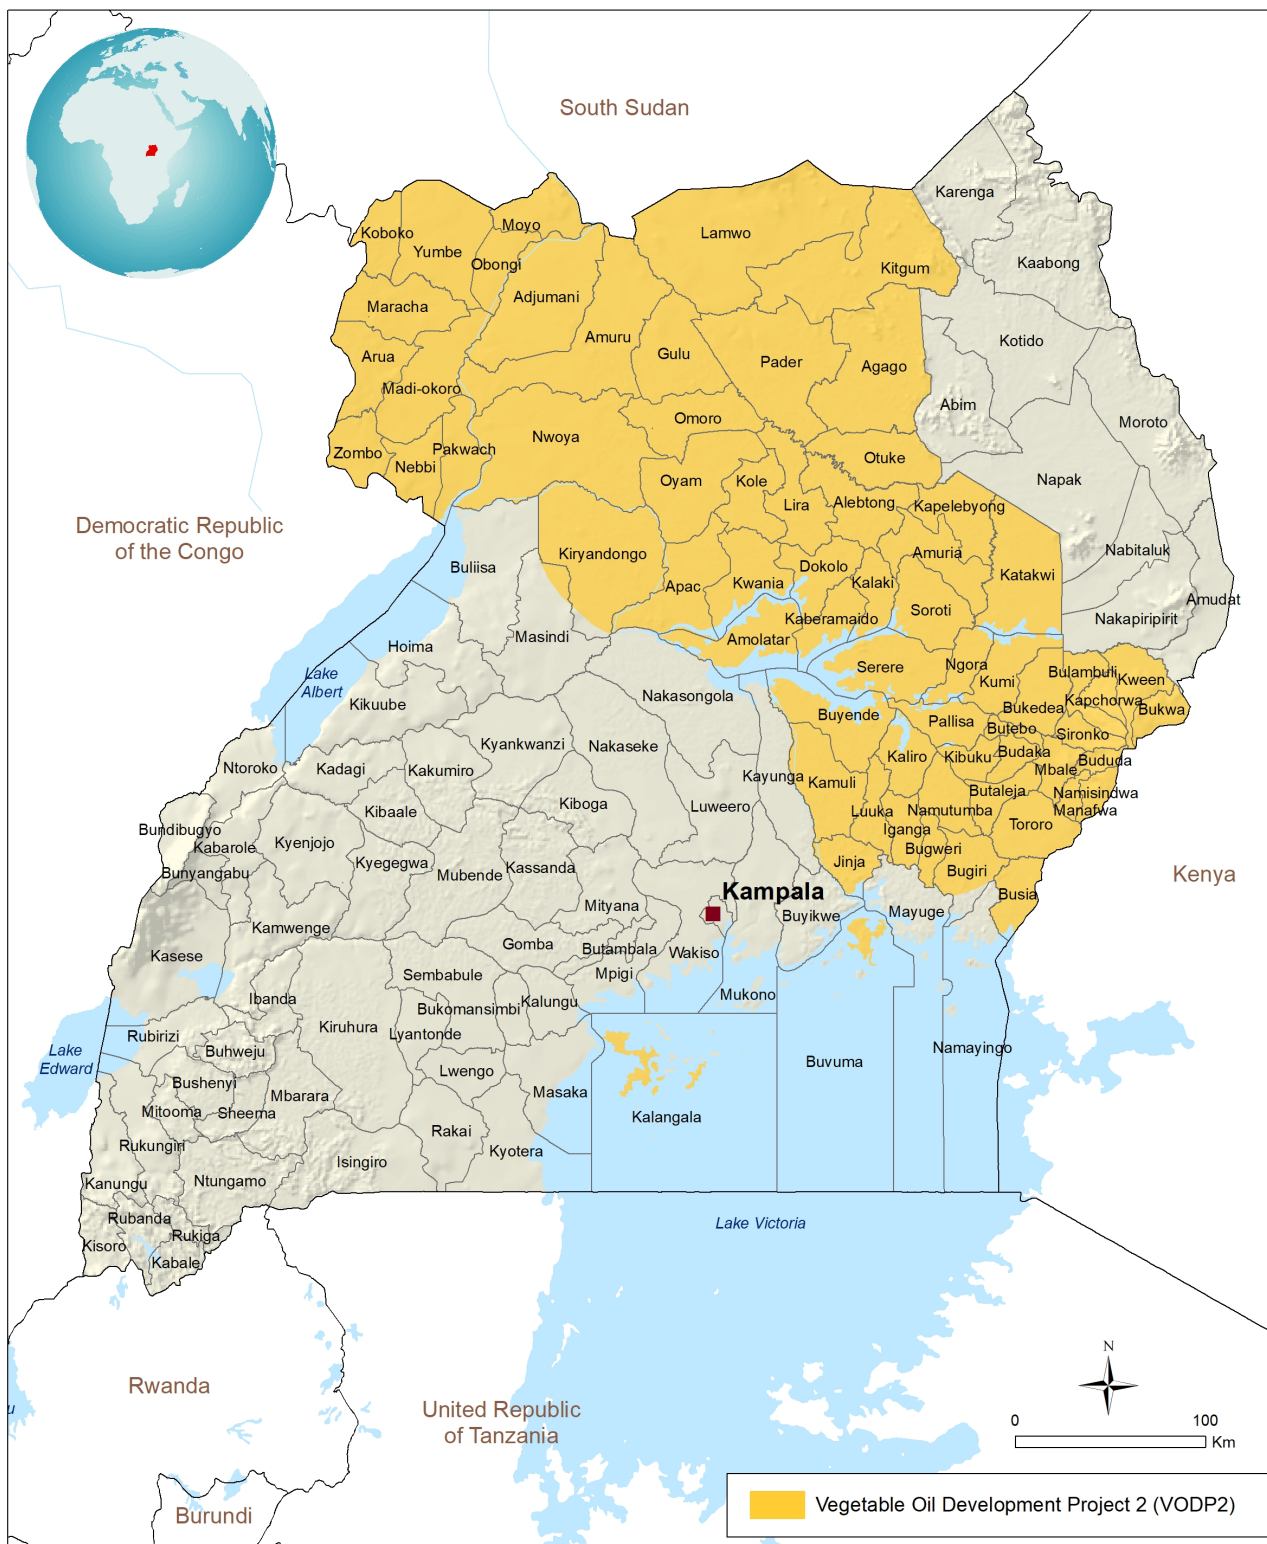 South Sudan
Karenga
Koboko
Moyo
Lamwo
Yumbe
Obongi
Kaabong
Kitgum
Adjumani
Maracha
Amuru
Kotido
Gulu
Arua
Pader
Agago
Madi-okoro
Abim
Omoro
Moroto
Nwoya
Zombo
Pakwach
Nebbi
Otuke
Oyam
Kole
Napak
Lira
Alebtong
Kapelebyong
Democratic Republic
of the Congo
Kiryandongo
Amuria
Nabitaluk
Buliisa
Dokolo
Katakwi
Apac
Kwania
Kalaki
Amudat
Soroti
Kaberamaido
Nakapiripirit
Masindi
Amolatar
Hoima
Serere
Ngora
Lake
Albert
Kumi
Bulambuli
Kween
Nakasongola
Kapchorwa
Kikuube
Bukedea
Bukwa
Buyende
Pallisa
Butebo
Sironko
Kyankwanzi
Nakaseke
Kaliro
Kibuku
Budaka
Bududa
Ntoroko
Kadagi
Kakumiro
Mbale
Kayunga
Kamuli
Butaleja
Namisindwa
Kiboga
Luweero
Kibaale
Luuka
Namutumba
Manafwa
Bundibugyo
Iganga
Tororo
Kabarole
Kyenjojo
Bugweri
Kyegegwa
Kassanda
Jinja
Bunyangabu
Mubende
Bugiri
Kenya
Kampala
Busia
Mityana
Buyikwe
Mayuge
Kamwenge
Gomba
Butambala
Wakiso
Kasese
Sembabule
Mpigi
Mukono
Ibanda
Bukomansimbi
Kalungu
Kiruhura
Lyantonde
Rubirizi
Namayingo
Lake
Edward
Buhweju
Buvuma
Lwengo
Bushenyi
Masaka
Mbarara
Mitooma
Sheema
Kalangala
Rakai
Rukungiri
Kyotera
Isingiro
Kanungu
Ntungamo
Rubanda
Lake Victoria
Rukiga
Kisoro
Kabale
N
Rwanda
u
United Republic
of Tanzania
0 100
Km
Vegetable Oil Development Project 2 (VODP2)
Burundi